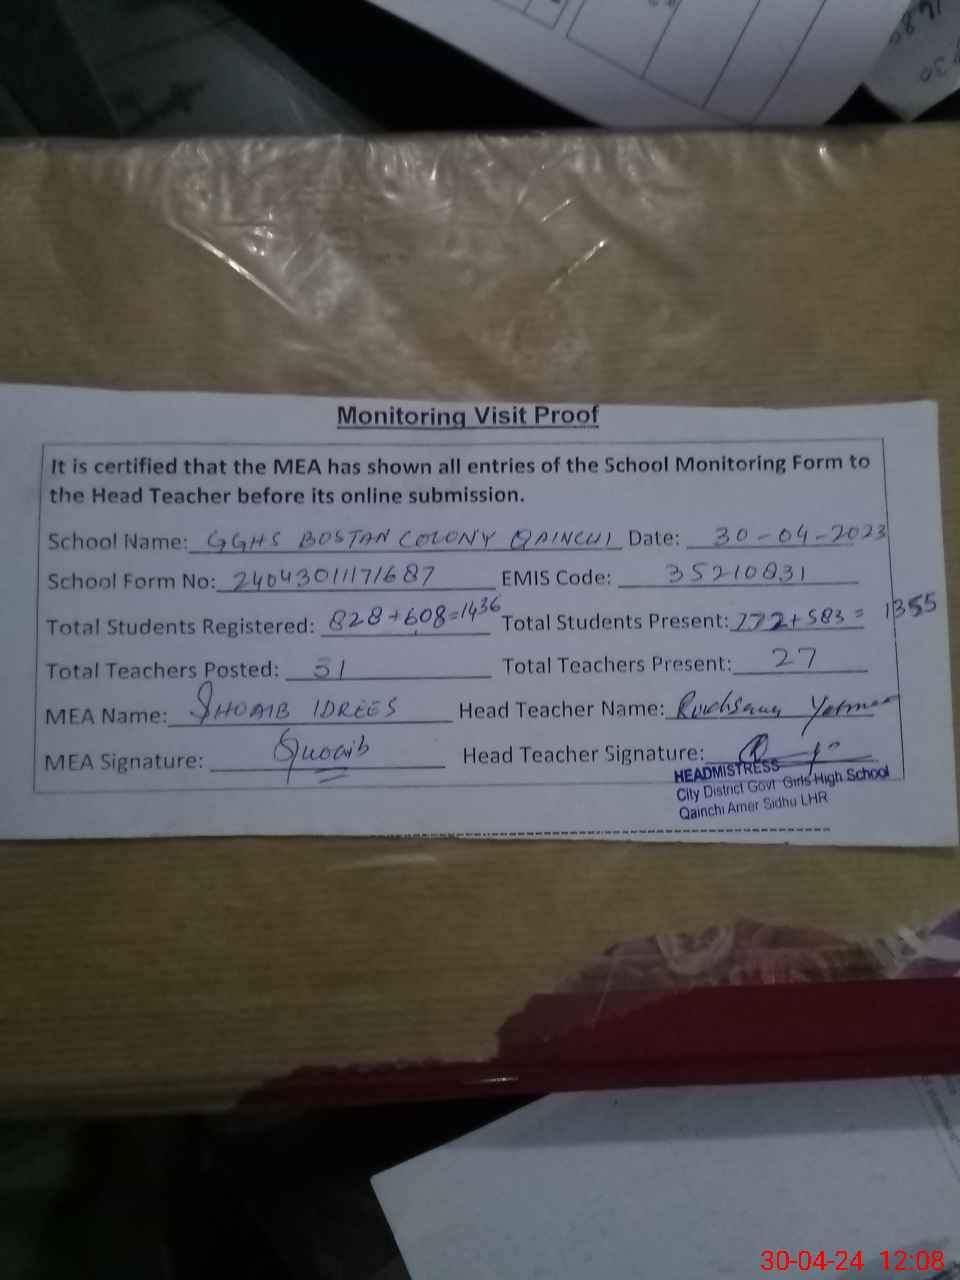 Monitoring Visit Proof
It is certified that the MEA has shown all entries of the School Monitoring Form to
the Head Teacher before its online submission.
School Name: GGHS BOSTAN COLONY QAINCHI Date: 30-04-2023
School Form No: 24043011171687 EMIS Code: 35210831
Total Students Registered: 828+608=1436 Total Students Present: 772+583= 1355
Total Teachers Posted: 31 Total Teachers Present: 27
MEA Name: SHOAIB IDREES Head Teacher Name: Rukhsana
MEA Signature: Shoaib Head Teacher Signature:
HEADMISTRESS
City District Govt Girls High School
Qainchi Amer Sidhu LHR
30-04-24 12:08